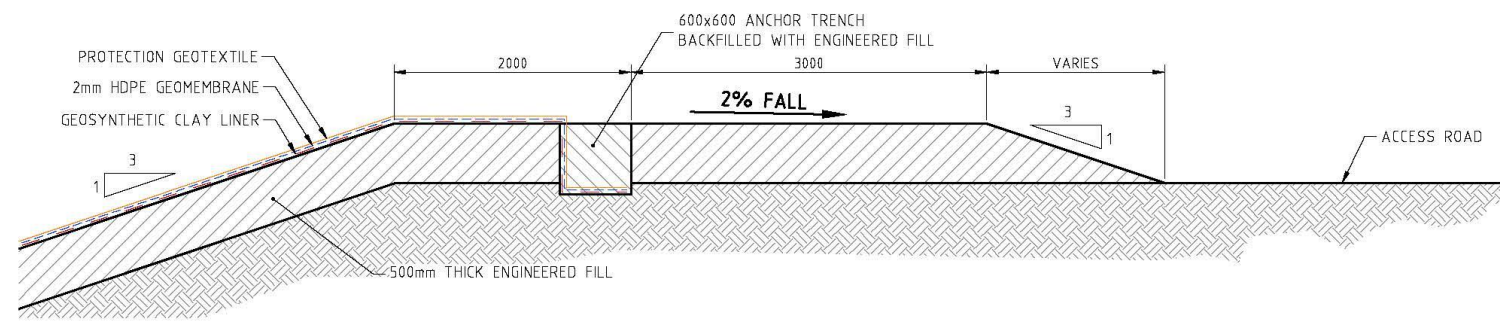 600x600 ANCHOR TRENCH
BACKFILLED WITH ENGINEERED FILL
PROTECTION GEOTEXTILE
2mm HDPE GEOMEMBRANE
GEOSYNTHETIC CLAY LINER
2000
3000
VARIES
2% FALL
3
1
3
1
ACCESS ROAD
500mm THICK ENGINEERED FILL